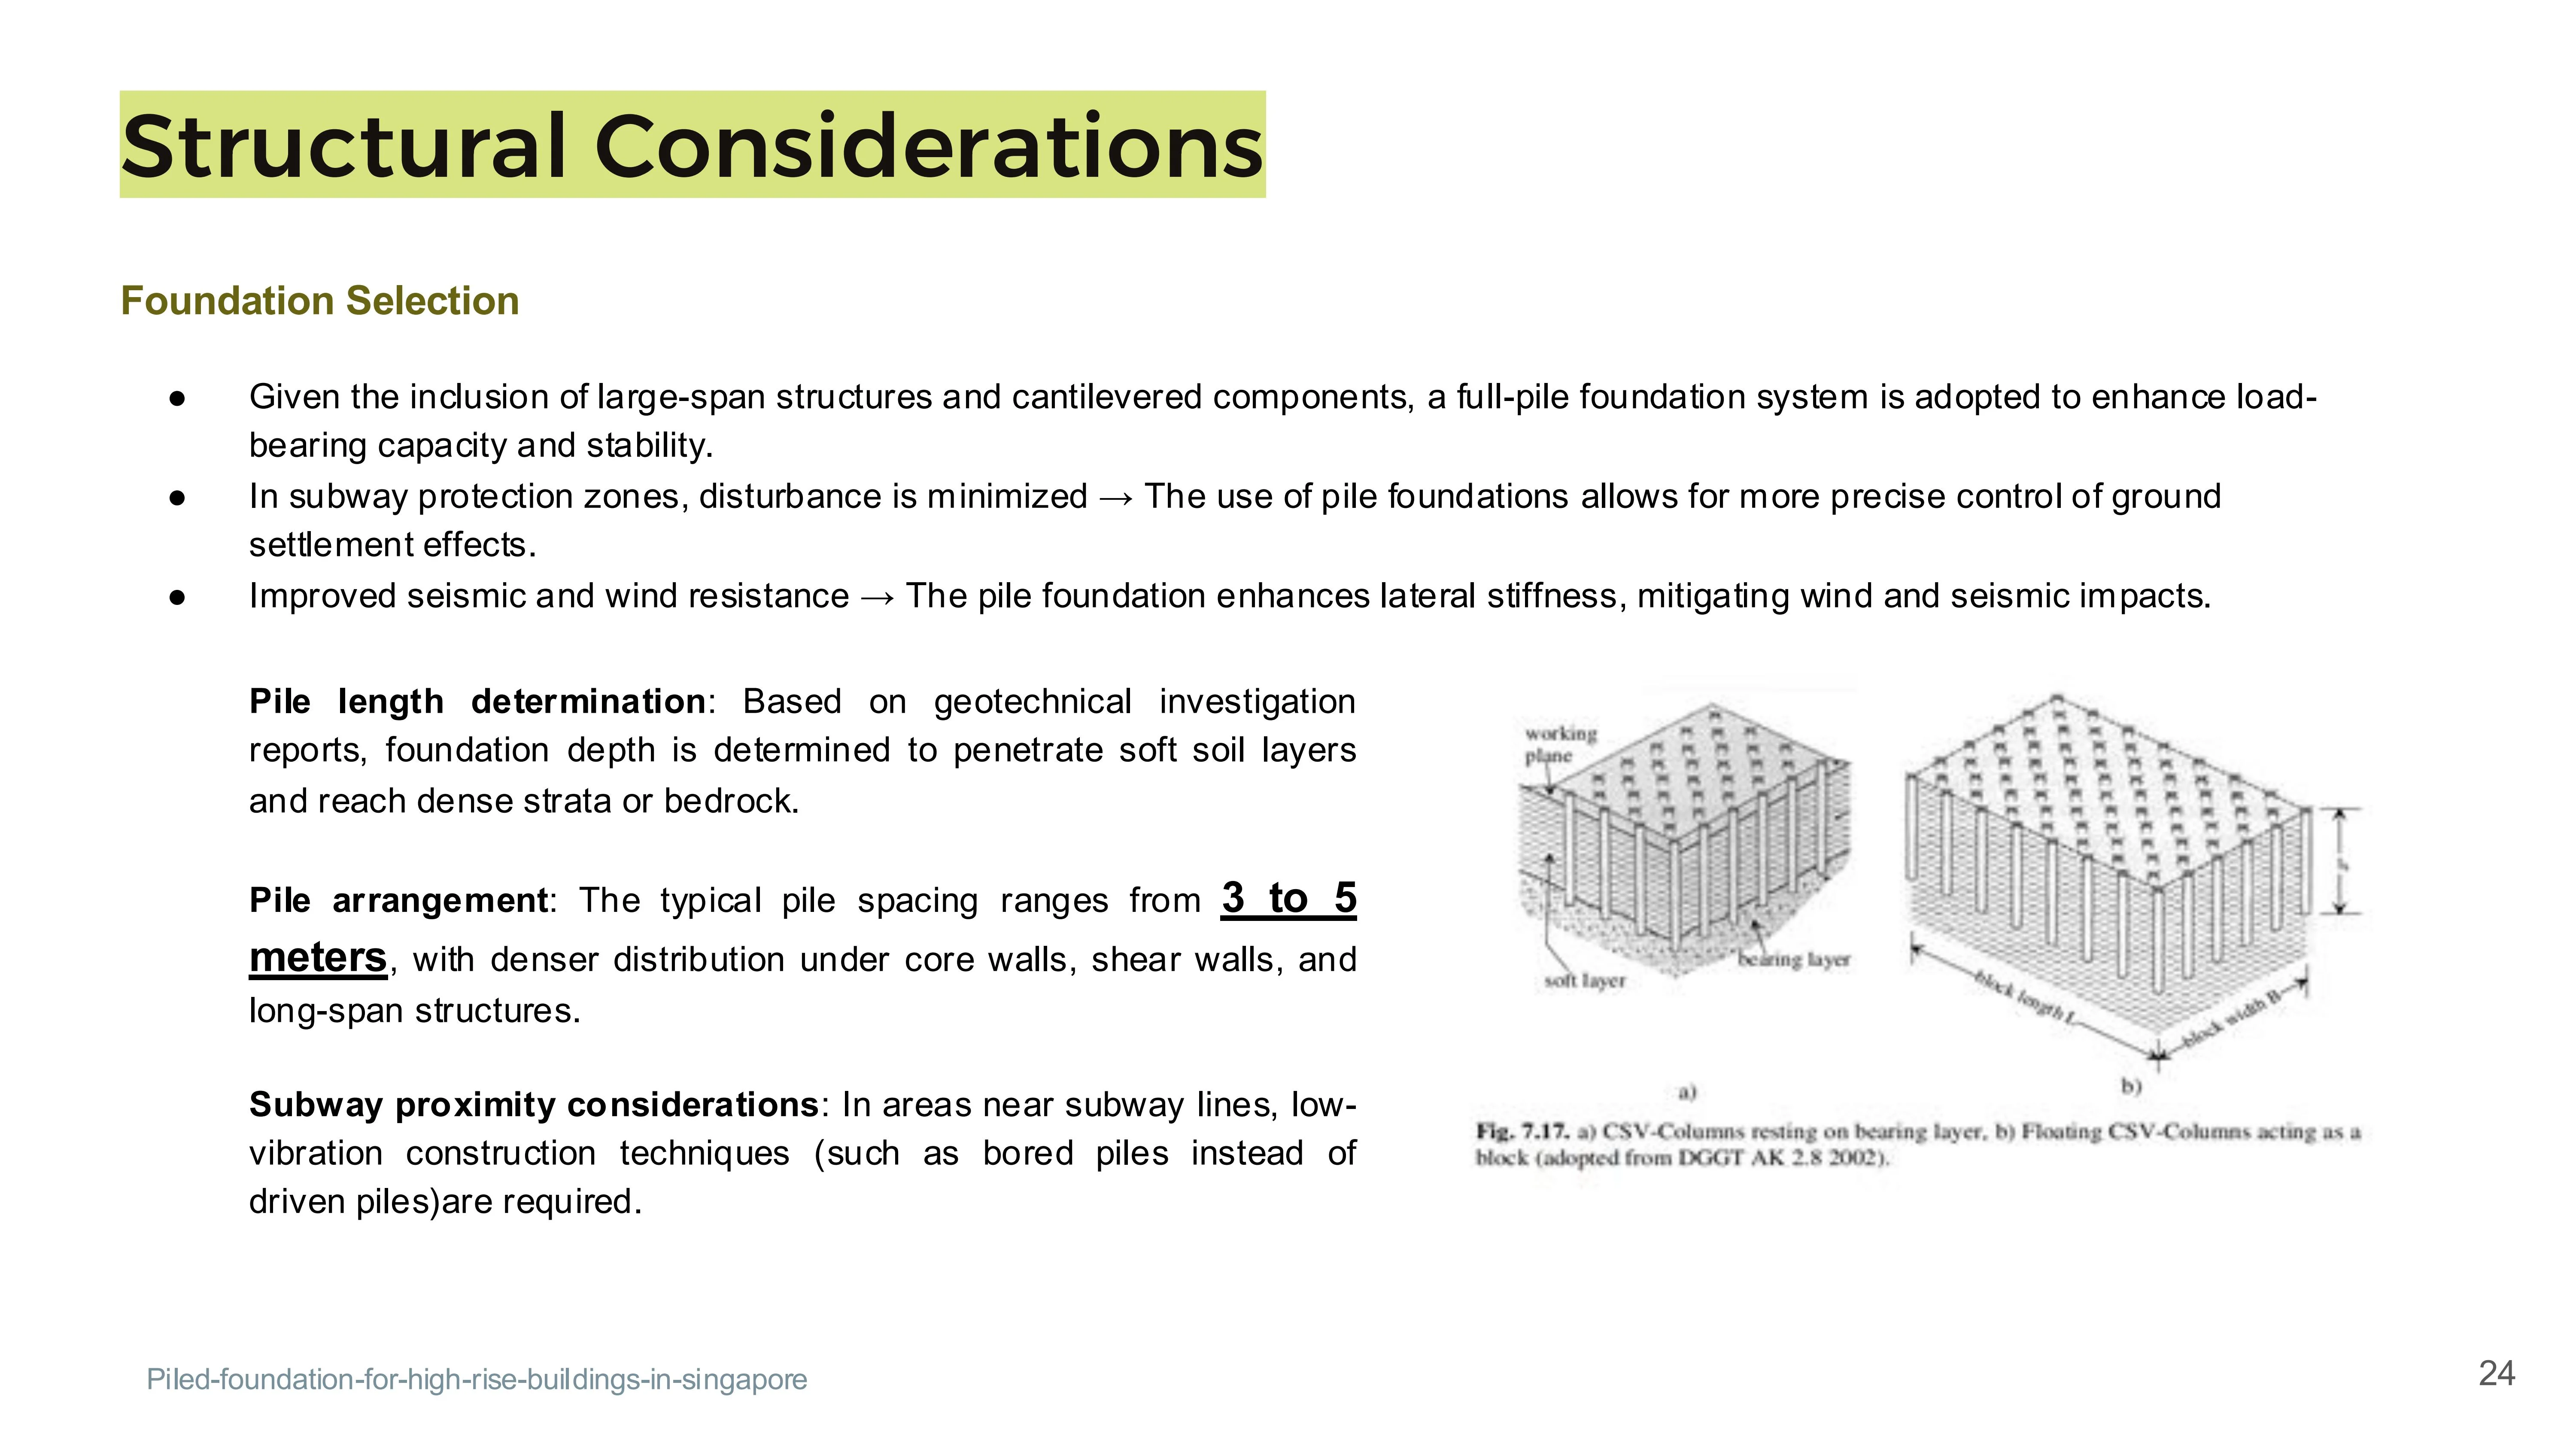 Structural Considerations
Foundation Selection
● Given the inclusion of large-span structures and cantilevered components, a full-pile foundation system is adopted to enhance load-
bearing capacity and stability.
● In subway protection zones, disturbance is minimized → The use of pile foundations allows for more precise control of ground
settlement effects.
● Improved seismic and wind resistance → The pile foundation enhances lateral stiffness, mitigating wind and seismic impacts.
Pile length determination: Based on geotechnical investigation
reports, foundation depth is determined to penetrate soft soil layers
and reach dense strata or bedrock.
Pile arrangement: The typical pile spacing ranges from 3 to 5
meters, with denser distribution under core walls, shear walls, and
long-span structures.
Subway proximity considerations: In areas near subway lines, low-
vibration construction techniques (such as bored piles instead of
driven piles)are required.
working
plane
soft layer
bearing layer
a)
block length L
block width B
b)
Fig. 7.17. a) CSV-Columns resting on bearing layer, b) Floating CSV-Columns acting as a
block (adopted from DGGT AK 2.8 2002).
Piled-foundation-for-high-rise-buildings-in-singapore
24